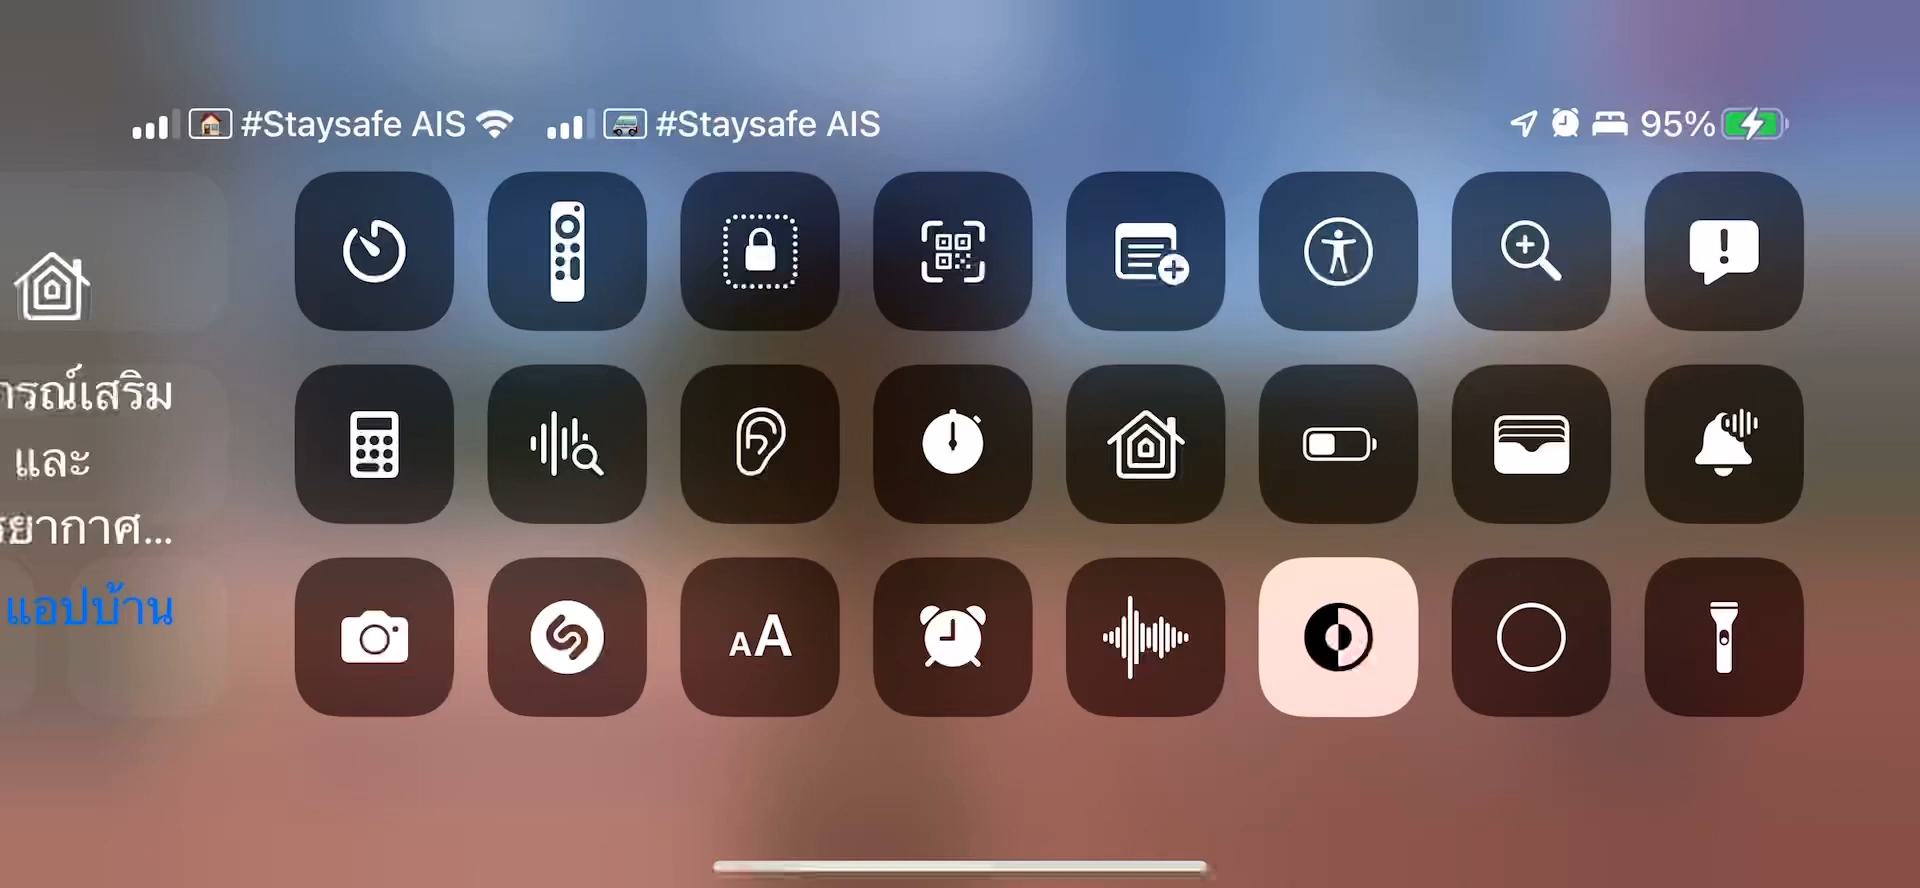 #Staysafe AIS #Staysafe AIS 95%
รณ์เสริม
และ
ยากาศ...
แอปบ้าน
AA